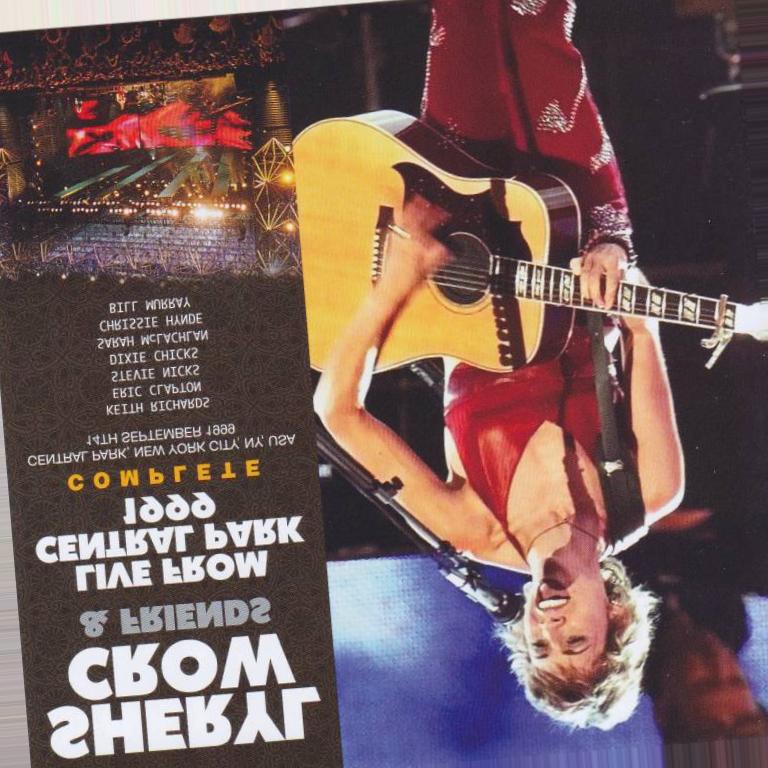 SHERYL
CROW
& FRIENDS
LIVE FROM
CENTRAL PARK
1999
COMPLETE
CENTRAL PARK, NEW YORK CITY, NY, USA
14TH SEPTEMBER 1999
KEITH RICHARDS
ERIC CLAPTON
STEVIE NICKS
DIXIE CHICKS
SARAH McLACHLAN
CHRISSIE HYNDE
BILL MURRAY